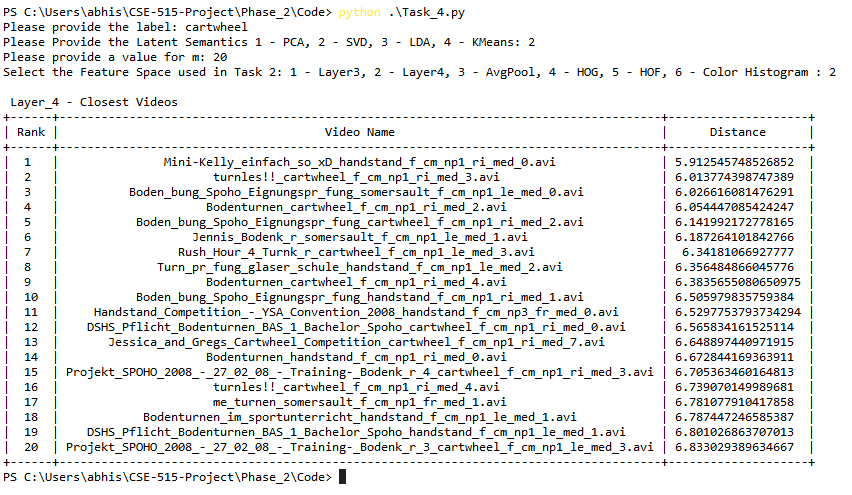 PS C:\Users\abhis\CSE-515-Project\Phase_2\Code> python .\Task_4.py
Please provide the label: cartwheel
Please Provide the Latent Semantics 1 - PCA, 2 - SVD, 3 - LDA, 4 - KMeans: 2
Please provide a value for m: 20
Select the Feature Space used in Task 2: 1 - Layer3, 2 - Layer4, 3 - AvgPool, 4 - HOG, 5 - HOF, 6 - Color Histogram : 2
Layer_4 - Closest Videos
+------+--------------------------------------------------------------------------------------+--------------------+
| Rank | Video Name | Distance |
+------+--------------------------------------------------------------------------------------+--------------------+
| 1 | Mini-Kelly_einfach_so_xD_handstand_f_cm_np1_ri_med_0.avi | 5.912545748526852 |
| 2 | turnles!!_cartwheel_f_cm_np1_ri_med_3.avi | 6.013774398747389 |
| 3 | Boden_bung_Spoho_Eignungspr_fung_somersault_f_cm_np1_le_med_0.avi | 6.026616081476291 |
| 4 | Bodenturnen_cartwheel_f_cm_np1_ri_med_2.avi | 6.054447085424247 |
| 5 | Boden_bung_Spoho_Eignungspr_fung_cartwheel_f_cm_np1_ri_med_2.avi | 6.141992172778165 |
| 6 | Jennis_Bodenk_r_somersault_f_cm_np1_le_med_1.avi | 6.187264101842766 |
| 7 | Rush_Hour_4_Turnk_r_cartwheel_f_cm_np1_le_med_3.avi | 6.34181066927777 |
| 8 | Turn_pr_fung_glaser_schule_handstand_f_cm_np1_le_med_2.avi | 6.356484866045776 |
| 9 | Bodenturnen_cartwheel_f_cm_np1_ri_med_4.avi | 6.3835655080650975 |
| 10 | Boden_bung_Spoho_Eignungspr_fung_handstand_f_cm_np1_ri_med_1.avi | 6.505979835759384 |
| 11 | Handstand_Competition_-_YSA_Convention_2008_handstand_f_cm_np3_fr_med_0.avi | 6.5297753793734294 |
| 12 | DSHS_Pflicht_Bodenturnen_BAS_1_Bachelor_Spoho_cartwheel_f_cm_np1_ri_med_0.avi | 6.565834161525114 |
| 13 | Jessica_and_Gregs_Cartwheel_Competition_cartwheel_f_cm_np1_ri_med_7.avi | 6.648897440971915 |
| 14 | Bodenturnen_handstand_f_cm_np1_ri_med_0.avi | 6.672844169363911 |
| 15 | Projekt_SPOHO_2008_-_27_02_08_-_Training-_Bodenk_r_4_cartwheel_f_cm_np1_ri_med_3.avi | 6.705363460164813 |
| 16 | turnles!!_cartwheel_f_cm_np1_ri_med_4.avi | 6.739070149989681 |
| 17 | me_turnen_somersault_f_cm_np1_fr_med_1.avi | 6.781077910417858 |
| 18 | Bodenturnen_im_sportunterricht_handstand_f_cm_np1_le_med_1.avi | 6.787447246585387 |
| 19 | DSHS_Pflicht_Bodenturnen_BAS_1_Bachelor_Spoho_handstand_f_cm_np1_le_med_1.avi | 6.801026863707013 |
| 20 | Projekt_SPOHO_2008_-_27_02_08_-_Training-_Bodenk_r_3_cartwheel_f_cm_np1_le_med_3.avi | 6.833029389634667 |
+------+--------------------------------------------------------------------------------------+--------------------+
PS C:\Users\abhis\CSE-515-Project\Phase_2\Code>